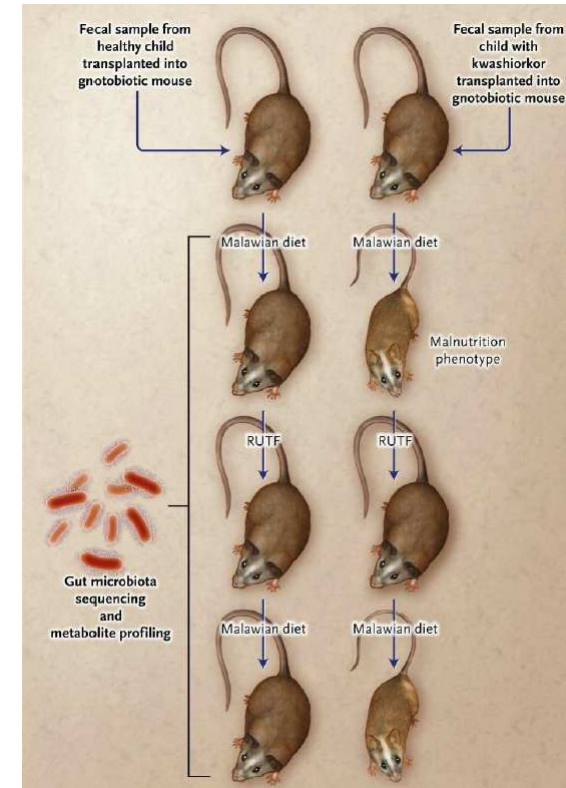 Fecal sample from
healthy child
transplanted into
gnotobiotic mouse
Fecal sample from
child with
kwashiorkor
transplanted into
gnotobiotic mouse
Malawian diet
Malawian diet
Malnutrition
phenotype
RUTF
RUTF
Gut microbiota
sequencing
and
metabolite profiling
Malawian diet
Malawian diet